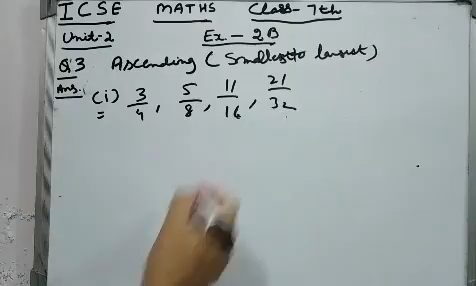 ICSE MATHS Class-7th
Unit-2 Ex-2B
Q.3 Ascending (Smallest to largest)
Ans. (i) 3/4, 5/8, 11/16, 21/32
=